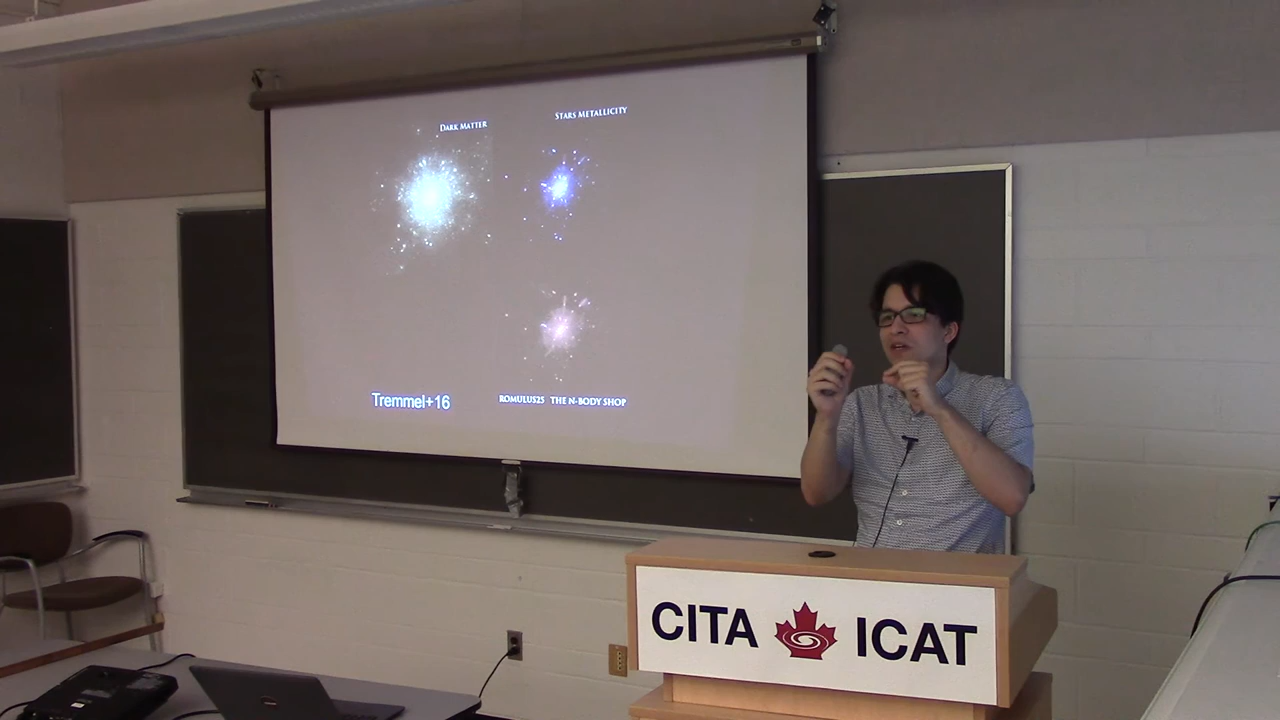 DARK MATTER
STARS METALLICITY
Tremmel+16
ROMULUS25 THE N-BODY SHOP
CITA ICAT